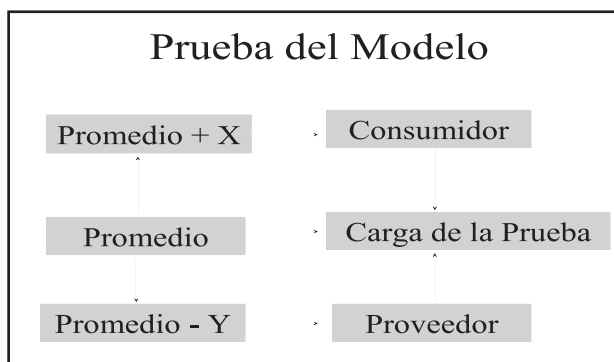 Prueba del Modelo
Promedio + X
Consumidor
Promedio
Carga de la Prueba
Promedio - Y
Proveedor